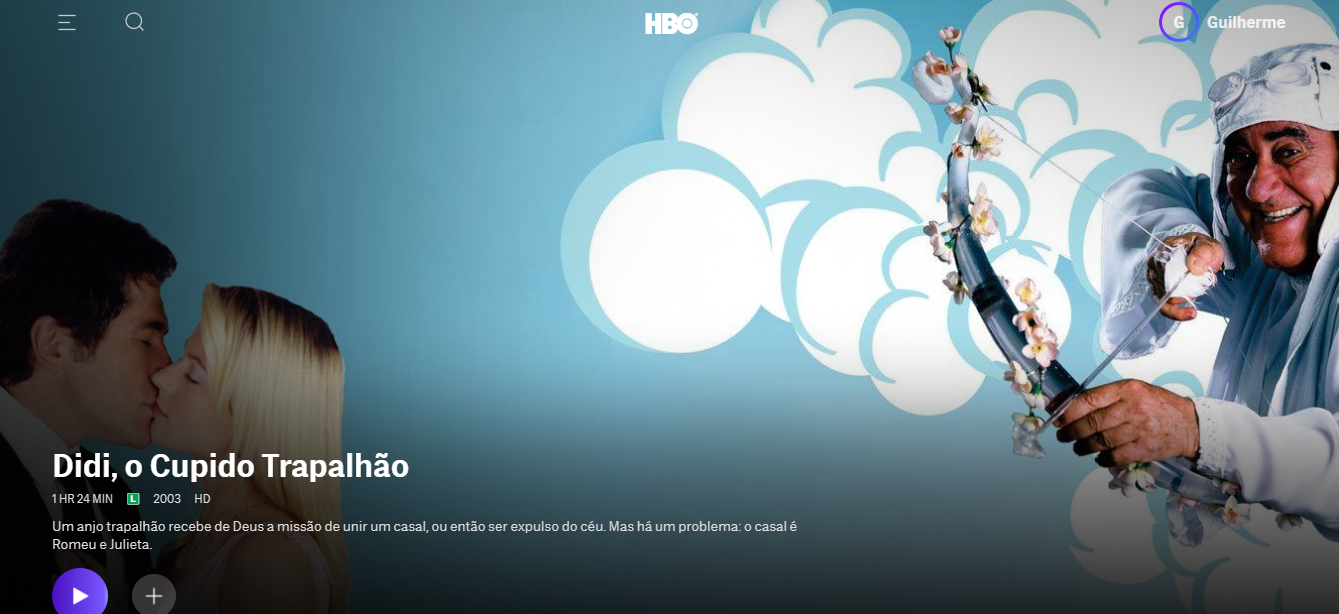 HBO
G Guilherme
Didi, o Cupido Trapalhão
1 HR 24 MIN L 2003 HD
Um anjo trapalhão recebe de Deus a missão de unir um casal, ou então ser expulso do céu. Mas há um problema: o casal é
Romeu e Julieta.